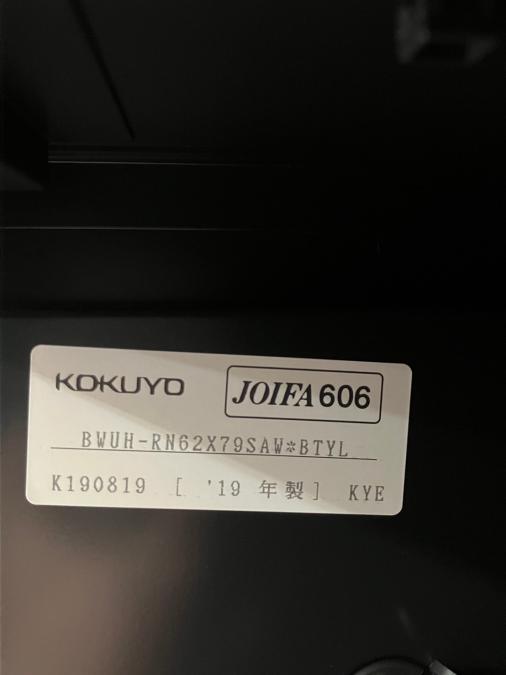 KOKUYO
JOIFA 606
BWUH-RN62X79SAW*BTYL
K190819 [ '19 年製] KYE